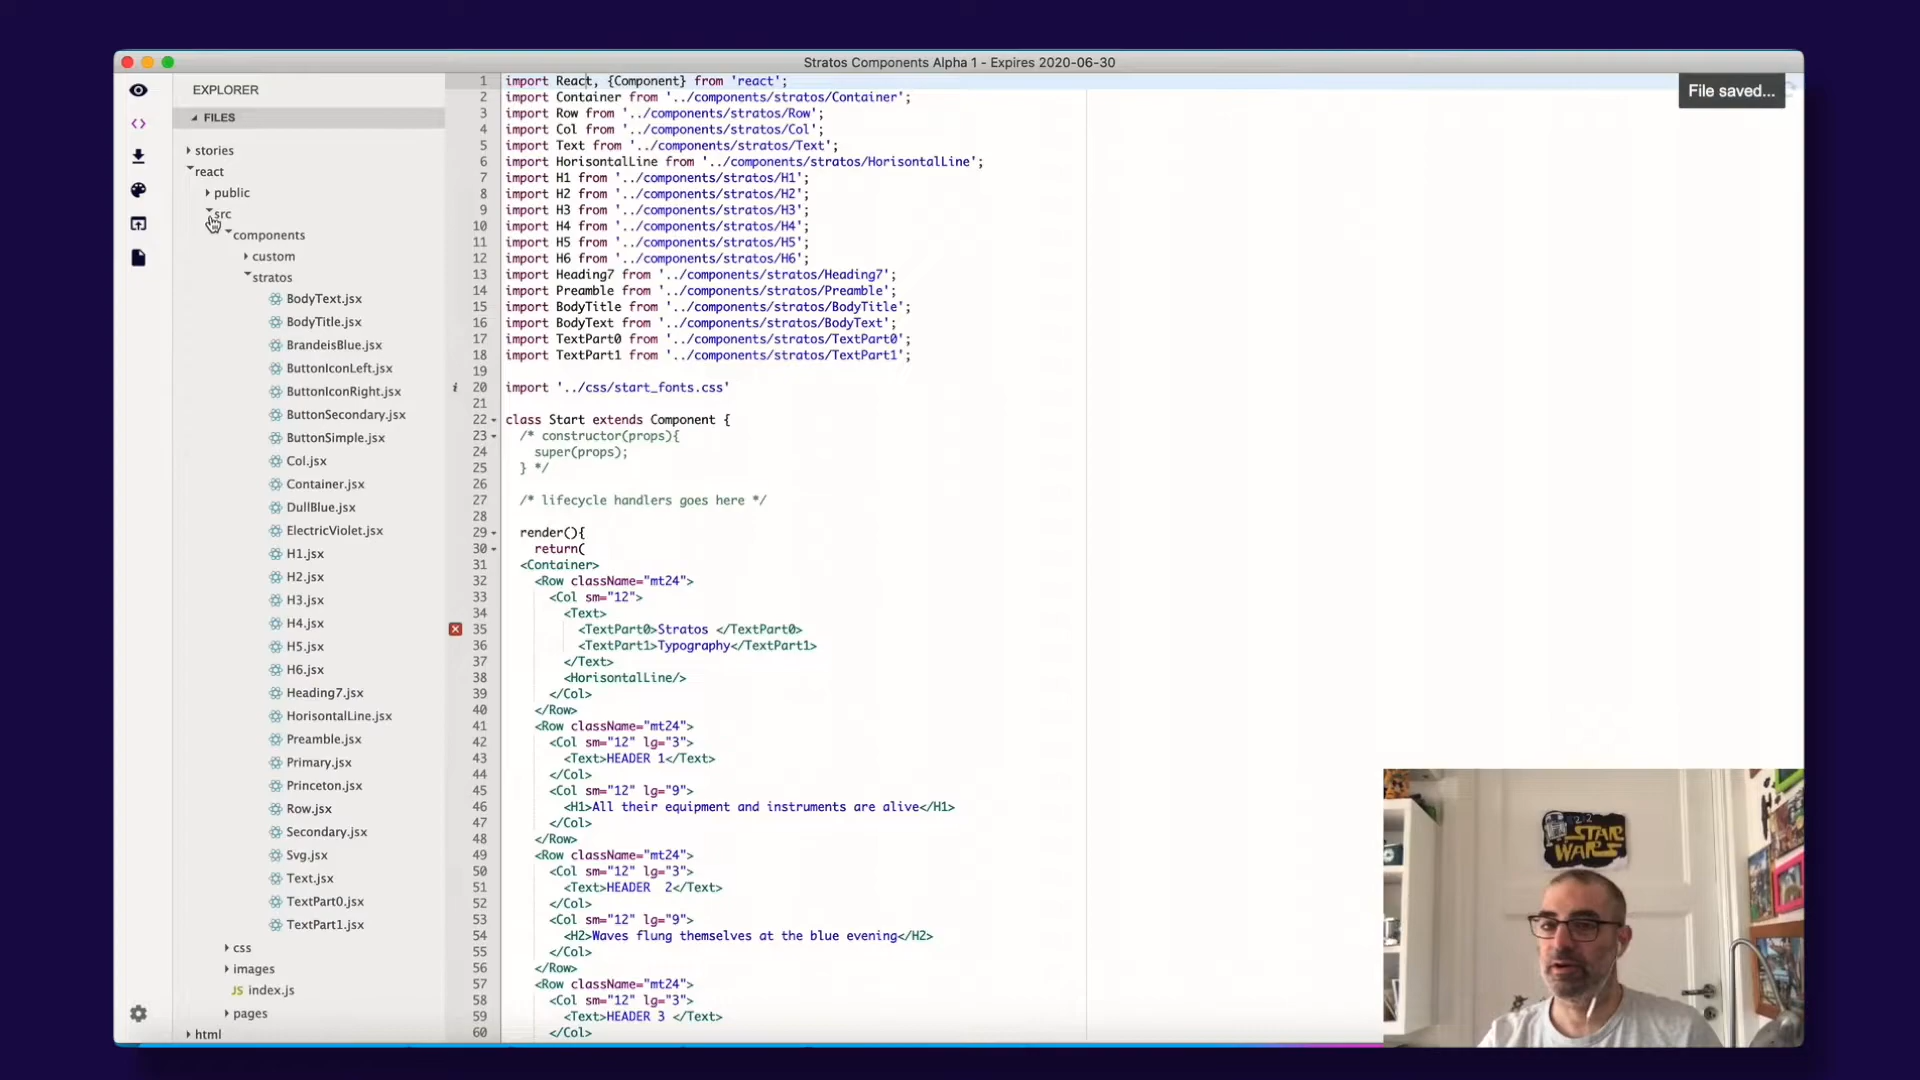 Stratos Components Alpha 1 - Expires 2020-06-30
File saved...
EXPLORER
FILES
stories
react
public
src
components
custom
stratos
BodyText.jsx
BodyTitle.jsx
BrandeisBlue.jsx
ButtonIconLeft.jsx
ButtonIconRight.jsx
ButtonSecondary.jsx
ButtonSimple.jsx
Col.jsx
Container.jsx
DullBlue.jsx
ElectricViolet.jsx
H1.jsx
H2.jsx
H3.jsx
H4.jsx
H5.jsx
H6.jsx
Heading7.jsx
HorisontalLine.jsx
Preamble.jsx
Primary.jsx
Princeton.jsx
Row.jsx
Secondary.jsx
Svg.jsx
Text.jsx
TextPart0.jsx
TextPart1.jsx
css
images
JS index.js
pages
html
1 import React, {Component} from 'react';
2 import Container from '../components/stratos/Container';
3 import Row from '../components/stratos/Row';
4 import Col from '../components/stratos/Col';
5 import Text from '../components/stratos/Text';
6 import HorisontalLine from '../components/stratos/HorisontalLine';
7 import H1 from '../components/stratos/H1';
8 import H2 from '../components/stratos/H2';
9 import H3 from '../components/stratos/H3';
10 import H4 from '../components/stratos/H4';
11 import H5 from '../components/stratos/H5';
12 import H6 from '../components/stratos/H6';
13 import Heading7 from '../components/stratos/Heading7';
14 import Preamble from '../components/stratos/Preamble';
15 import BodyTitle from '../components/stratos/BodyTitle';
16 import BodyText from '../components/stratos/BodyText';
17 import TextPart0 from '../components/stratos/TextPart0';
18 import TextPart1 from '../components/stratos/TextPart1';
19
i 20 import '../css/start_fonts.css'
21
22 class Start extends Component {
23 /* constructor(props){
24 super(props);
25 } */
26
27 /* lifecycle handlers goes here */
28
29 render(){
30 return(
31 <Container>
32 <Row className="mt24">
33 <Col sm="12">
34 <Text>
35 <TextPart0>Stratos </TextPart0>
36 <TextPart1>Typography</TextPart1>
37 </Text>
38 <HorisontalLine/>
39 </Col>
40 </Row>
41 <Row className="mt24">
42 <Col sm="12" lg="3">
43 <Text>HEADER 1</Text>
44 </Col>
45 <Col sm="12" lg="9">
46 <H1>All their equipment and instruments are alive</H1>
47 </Col>
48 </Row>
49 <Row className="mt24">
50 <Col sm="12" lg="3">
51 <Text>HEADER  2</Text>
52 </Col>
53 <Col sm="12" lg="9">
54 <H2>Waves flung themselves at the blue evening</H2>
55 </Col>
56 </Row>
57 <Row className="mt24">
58 <Col sm="12" lg="3">
59 <Text>HEADER 3 </Text>
60 </Col>
STAR
WARS